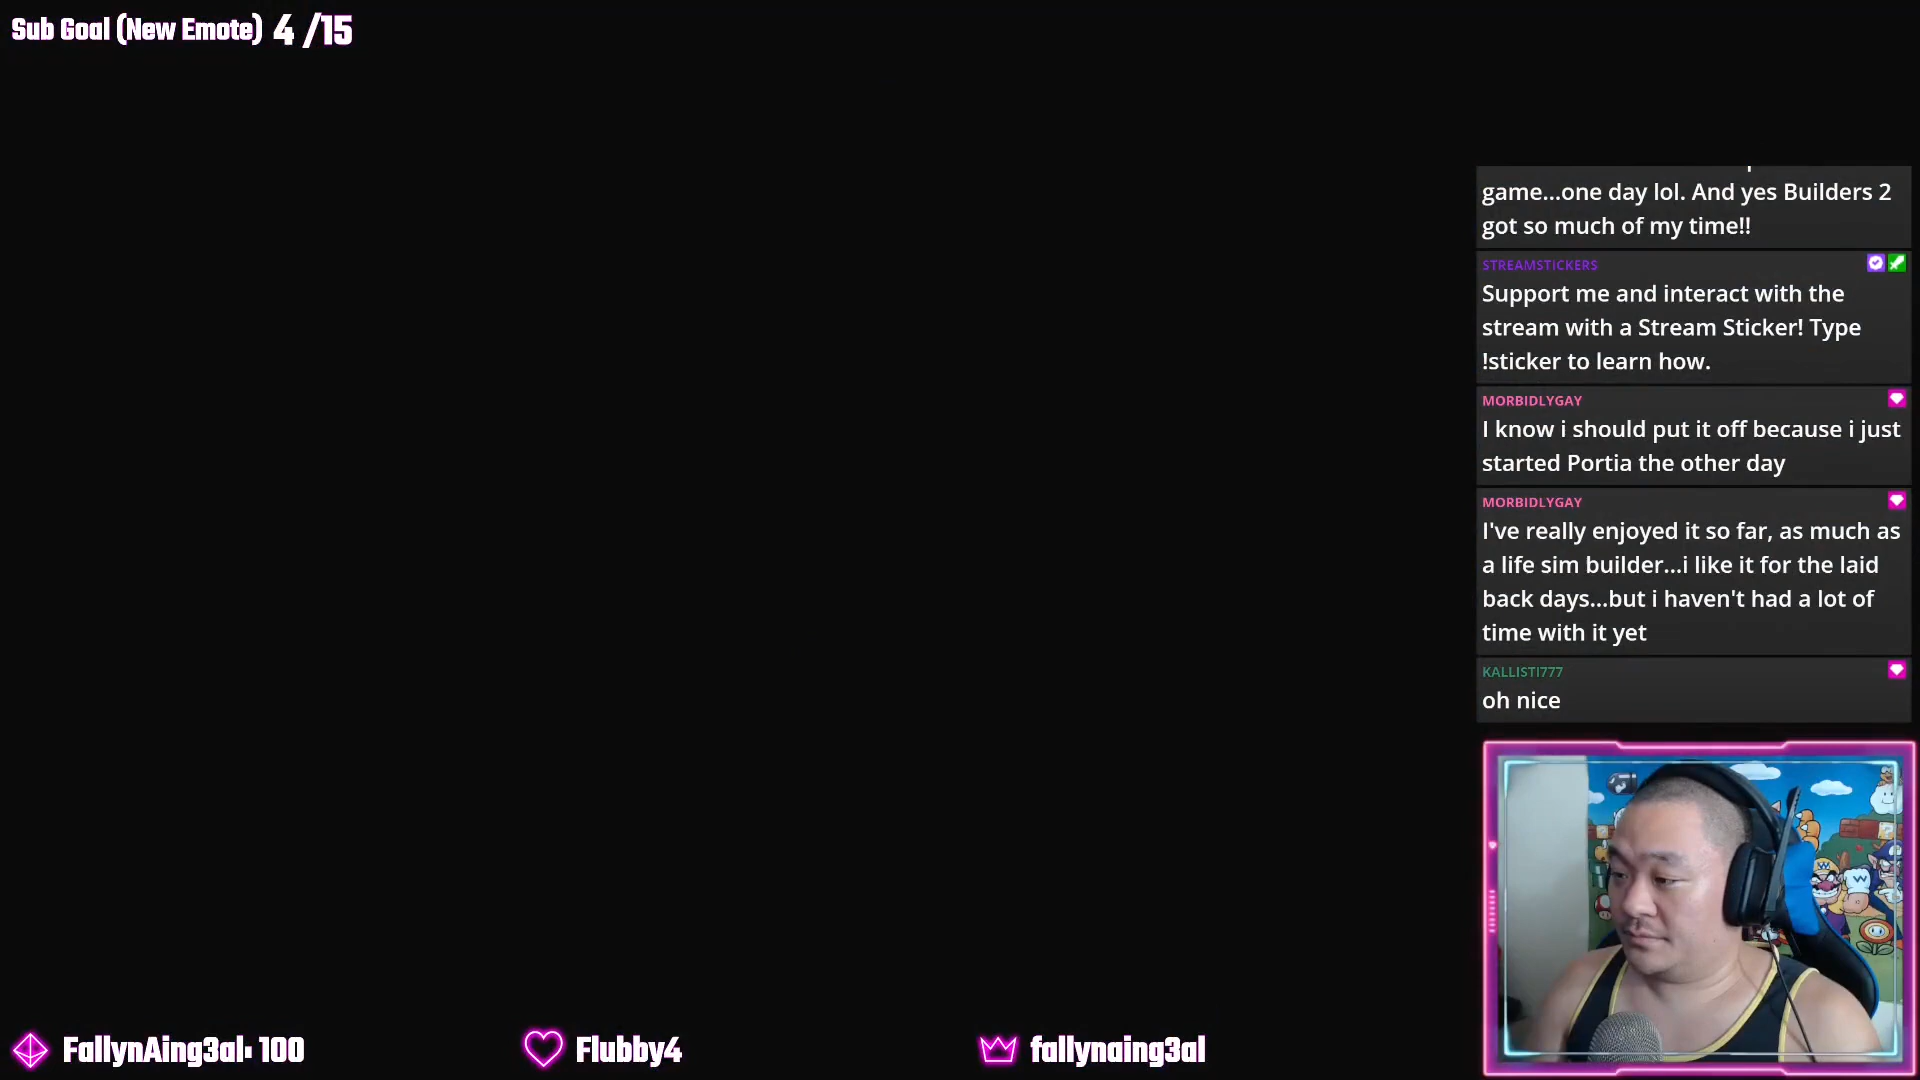 Sub Goal (New Emote) 4 /15
game...one day lol. And yes Builders 2
got so much of my time!!
STREAMSTICKERS
Support me and interact with the
stream with a Stream Sticker! Type
!sticker to learn how.
MORBIDLYGAY
I know i should put it off because i just
started Portia the other day
MORBIDLYGAY
I've really enjoyed it so far, as much as
a life sim builder...i like it for the laid
back days...but i haven't had a lot of
time with it yet
KALLISTI777
oh nice
FallynAing3al: 100
Flubby4
fallynaing3al